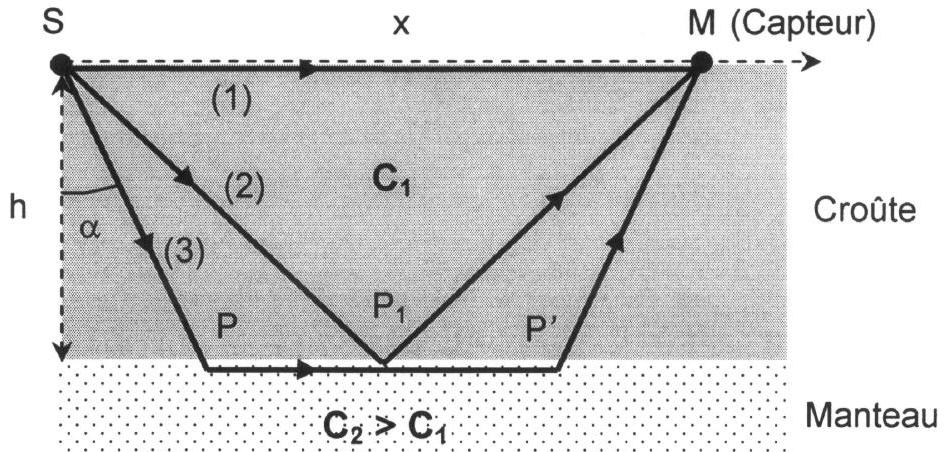 S x M (Capteur)
(1)
C1
(2)
h
α
(3)
Croûte
P P1 P'
Manteau
C2 > C1